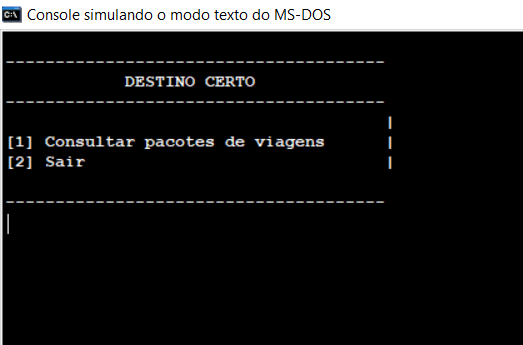 Console simulando o modo texto do MS-DOS
--------------------------------------
DESTINO CERTO
--------------------------------------
|
[1] Consultar pacotes de viagens |
[2] Sair |
--------------------------------------